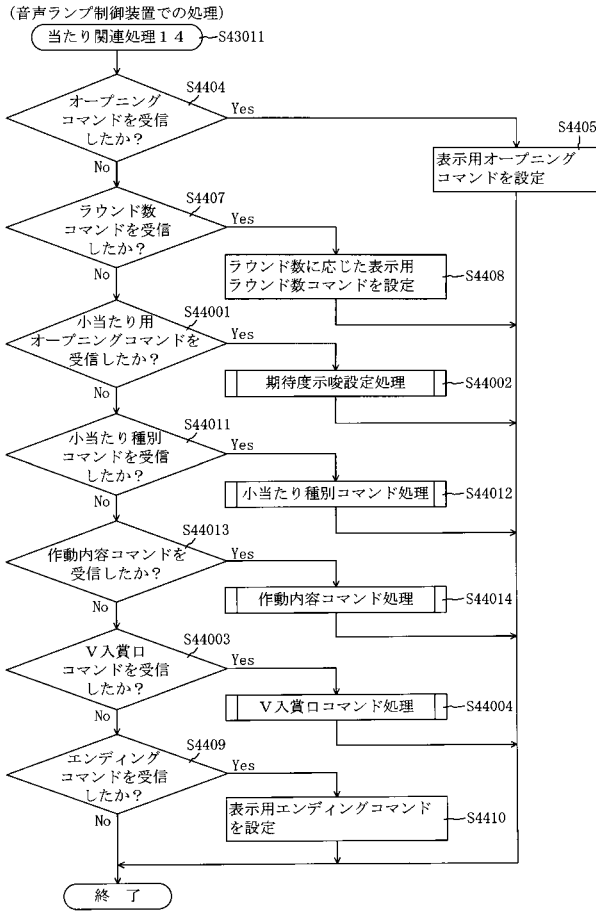 (音声ランプ制御装置での処理)
当たり関連処理14
S43011
オープニング
コマンドを受信
したか?
S4404
Yes
No
表示用オープニング
コマンドを設定
S4405
ラウンド数
コマンドを受信
したか?
S4407
Yes
No
ラウンド数に応じた表示用
ラウンド数コマンドを設定
S4408
小当たり用
オープニングコマンドを
受信したか?
S44001
Yes
No
期待度示唆設定処理
S44002
小当たり種別
コマンドを受信
したか?
S44011
Yes
No
小当たり種別コマンド処理
S44012
作動内容コマンドを
受信したか?
S44013
Yes
No
作動内容コマンド処理
S44014
V入賞口
コマンドを受信
したか?
S44003
Yes
No
V入賞口コマンド処理
S44004
エンディング
コマンドを受信
したか?
S4409
Yes
No
表示用エンディングコマンド
を設定
S4410
終 了